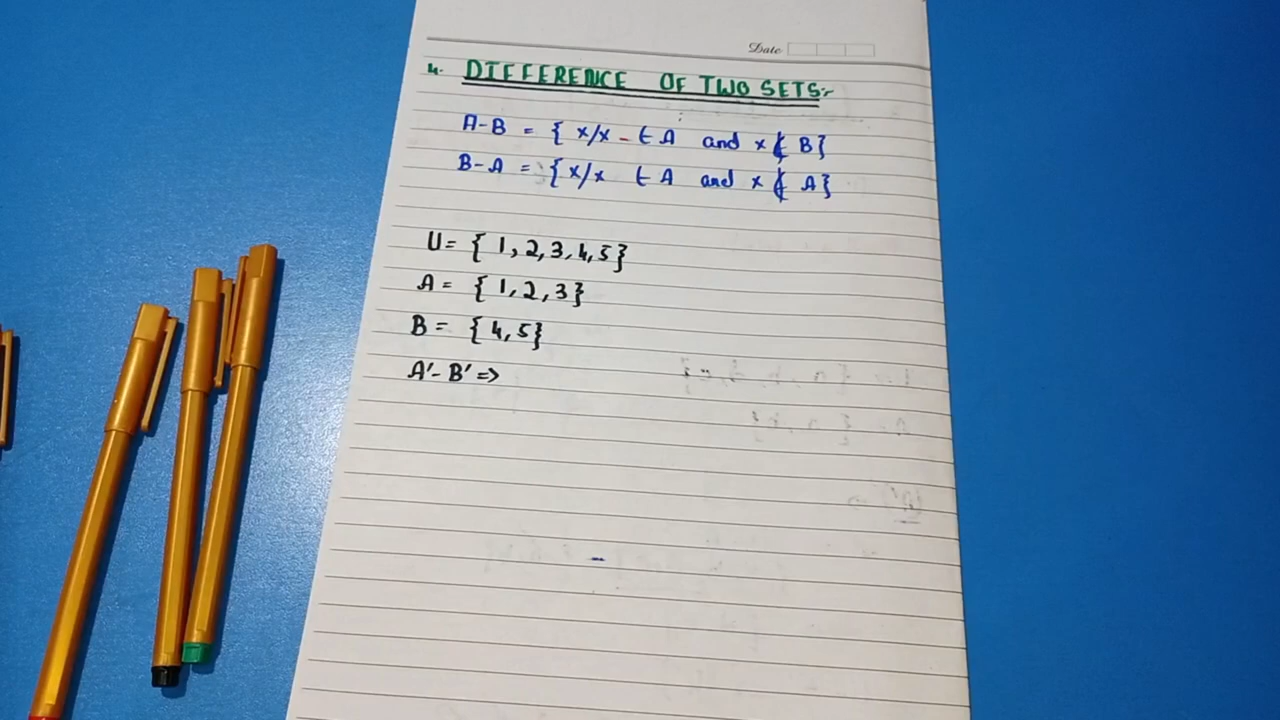 Date
4. DIFFERENCE OF TWO SETS:-
A-B = { x/x - ∈ A and x ∉ B}
B-A = { x/x ∈ A and x ∉ A}
U= { 1, 2, 3, 4, 5}
A = { 1, 2, 3}
B = { 4, 5}
A'- B' =>